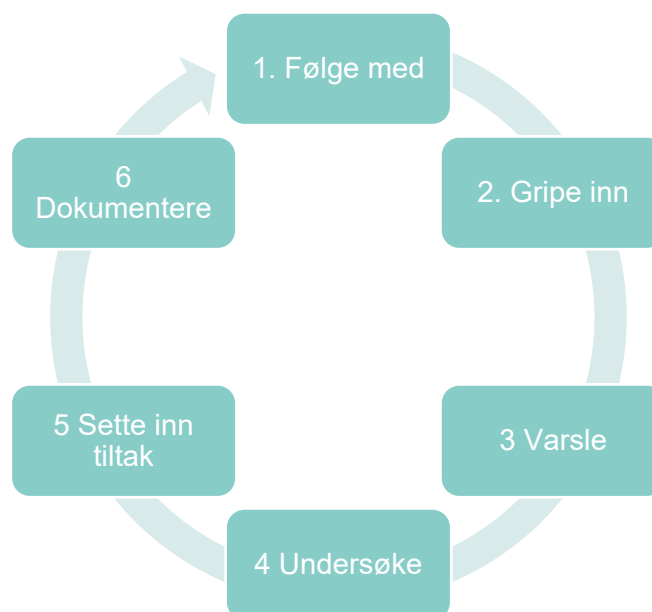 1. Følge med
2. Gripe inn
3 Varsle
4 Undersøke
5 Sette inn
tiltak
6
Dokumentere